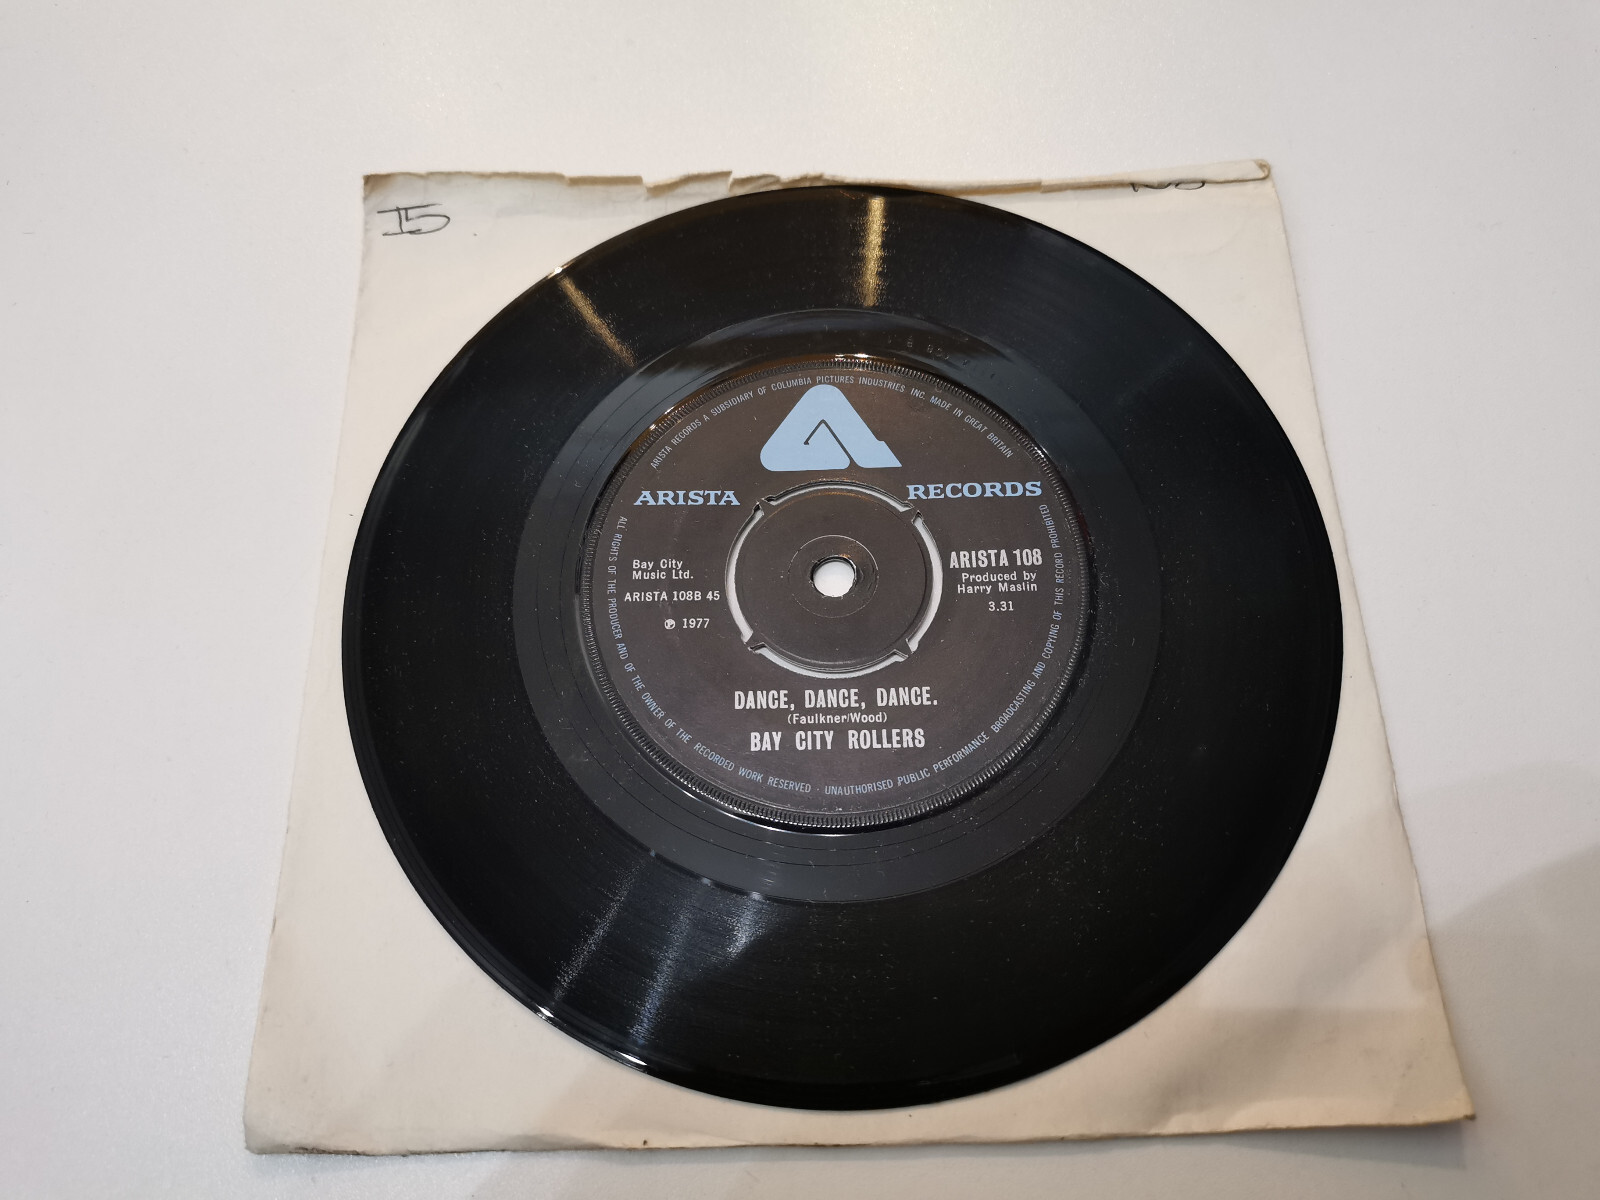 I5
ARISTA RECORDS A SUBSIDIARY OF COLUMBIA PICTURES INDUSTRIES, INC. MADE IN GREAT BRITAIN
ARISTA RECORDS
Bay City
Music Ltd.
ARISTA 108B 45
℗ 1977
ARISTA 108
Produced by
Harry Maslin
3.31
DANCE, DANCE, DANCE.
(Faulkner/Wood)
BAY CITY ROLLERS
ALL RIGHTS OF THE PRODUCER AND OF THE OWNER OF THE RECORDED WORK RESERVED · UNAUTHORISED PUBLIC PERFORMANCE BROADCASTING AND COPYING OF THIS RECORD PROHIBITED